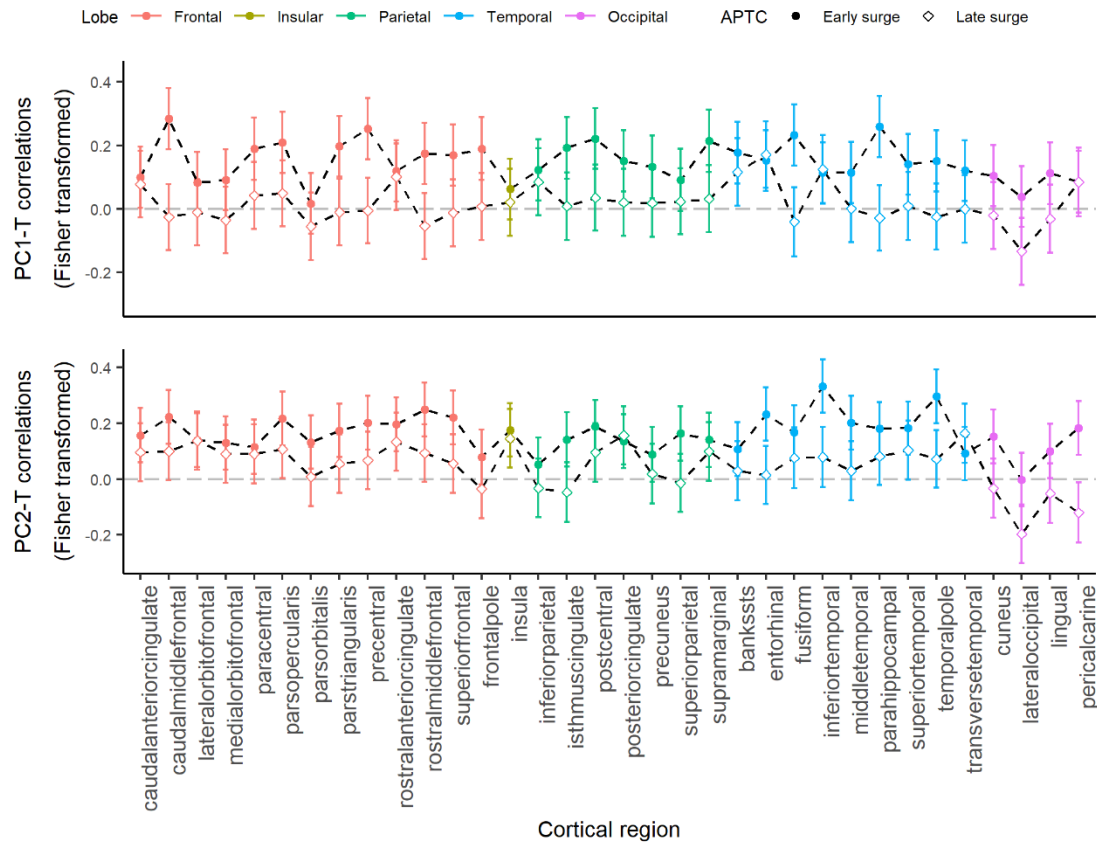 Lobe Frontal Insular Parietal Temporal Occipital APTC Early surge Late surge
PC1-T correlations
(Fisher transformed)
0.4
0.2
0.0
-0.2
PC2-T correlations
(Fisher transformed)
0.4
0.2
0.0
-0.2
caudalanteriorcingulate
caudalmiddlefrontal
lateralorbitofrontal
medialorbitofrontal
paracentral
parsopercularis
parsorbitalis
parstriangularis
precentral
rostralanteriorcingulate
rostralmiddlefrontal
superiorfrontal
frontalpole
insula
inferiorparietal
isthmuscingulate
postcentral
posteriorcingulate
precuneus
superiorparietal
supramarginal
bankssts
entorhinal
fusiform
inferiortemporal
middletemporal
parahippocampal
superiortemporal
temporalpole
transversetemporal
cuneus
lateraloccipital
lingual
pericalcarine
Cortical region